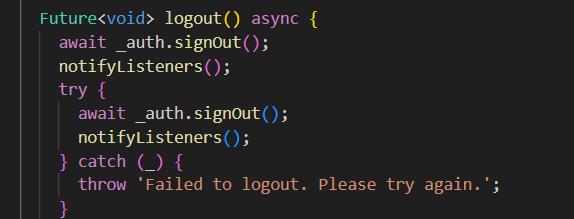 Future<void> logout() async {
await _auth.signOut();
notifyListeners();
try {
await _auth.signOut();
notifyListeners();
} catch (_) {
throw 'Failed to logout. Please try again.';
}